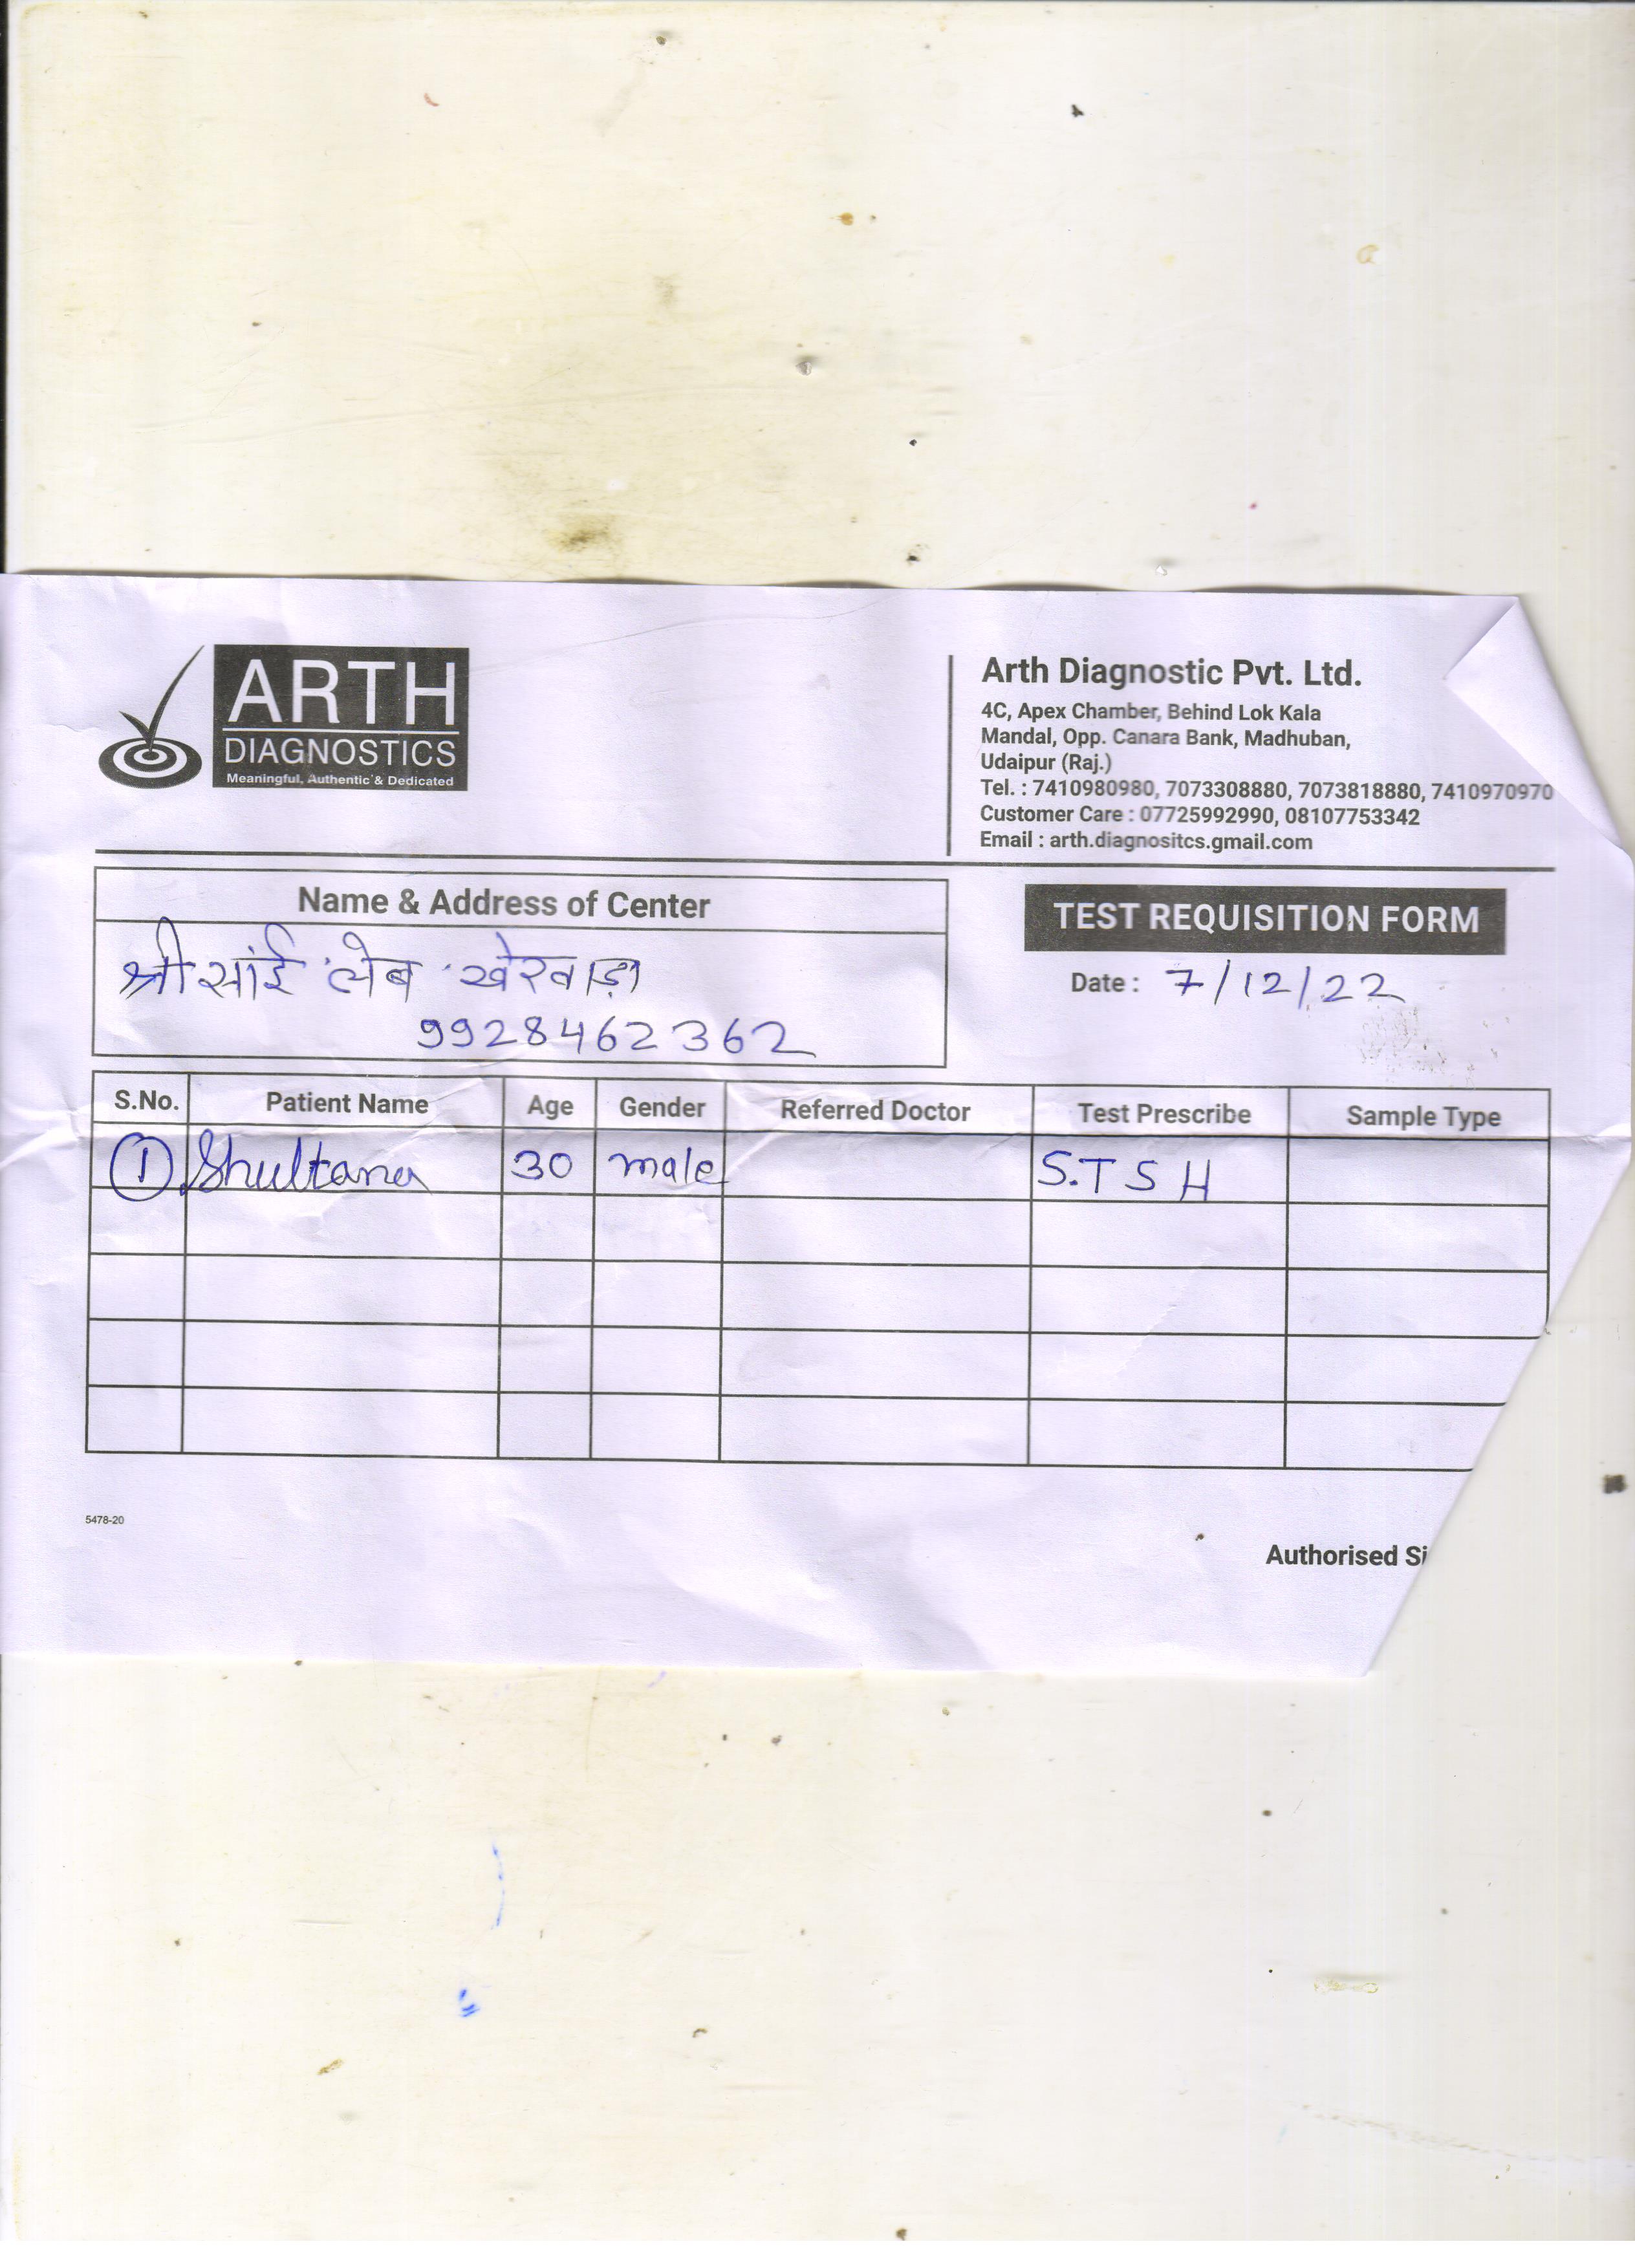 ARTH
DIAGNOSTICS
Meaningful, Authentic & Dedicated
Arth Diagnostic Pvt. Ltd.
4C, Apex Chamber, Behind Lok Kala
Mandal, Opp. Canara Bank, Madhuban,
Udaipur (Raj.)
Tel. : 7410980980, 7073308880, 7073818880, 7410970970
Customer Care : 07725992990, 08107753342
Email : arth.diagnositcs.gmail.com
Name & Address of Center
श्री सांई लेब खेरवाड़ा
9928462362
TEST REQUISITION FORM
Date : 7/12/22
S.No. Patient Name Age Gender Referred Doctor Test Prescribe Sample Type
1 Shultana 30 male S.TSH
5478-20
Authorised Si